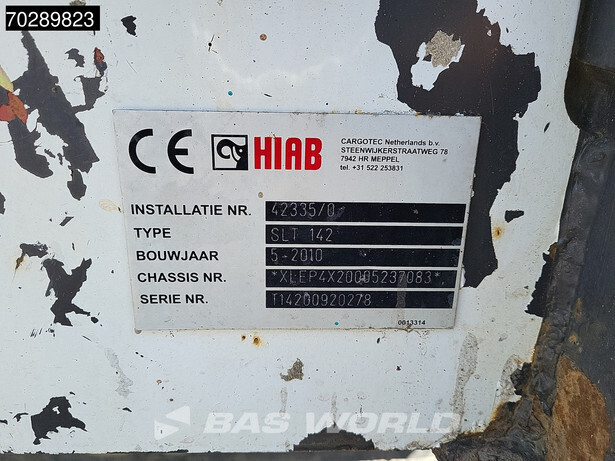 70289823
CE HIAB
CARGOTEC Netherlands b.v.
STEENWIJKERSTRAATWEG 78
7942 HR MEPPEL
tel. +31 522 253831
INSTALLATIE NR. 42335/0
TYPE SLT 142
BOUWJAAR 5-2010
CHASSIS NR. *XLEP4X20005237083*
SERIE NR. T14200920278
0013314
BAS WORLD